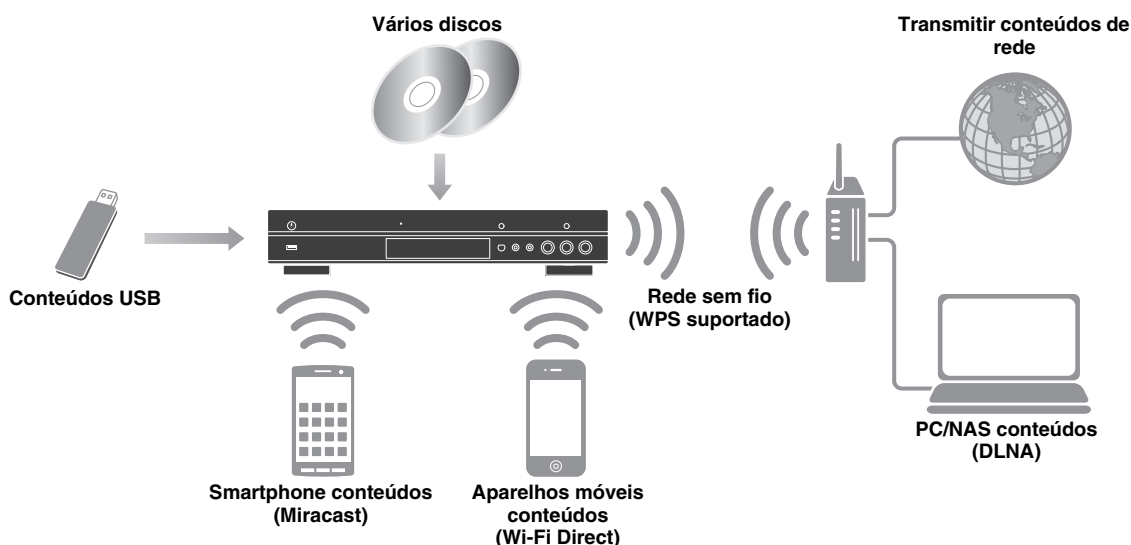 Vários discos
Transmitir conteúdos de
rede
Conteúdos USB
Rede sem fio
(WPS suportado)
PC/NAS conteúdos
(DLNA)
Smartphone conteúdos
(Miracast)
Aparelhos móveis
conteúdos
(Wi-Fi Direct)